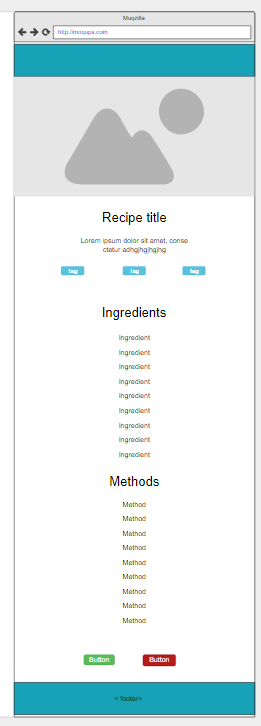 Moqzilla
http://moqups.com
Recipe title
Lorem ipsum dolor sit amet, conse
ctetur adhgjhgjhgjhg
tag tag tag
Ingredients
Ingredient
Ingredient
Ingredient
Ingredient
Ingredient
Ingredient
Ingredient
Ingredient
Ingredient
Methods
Method
Method
Method
Method
Method
Method
Method
Method
Method
Button Button
< footer>